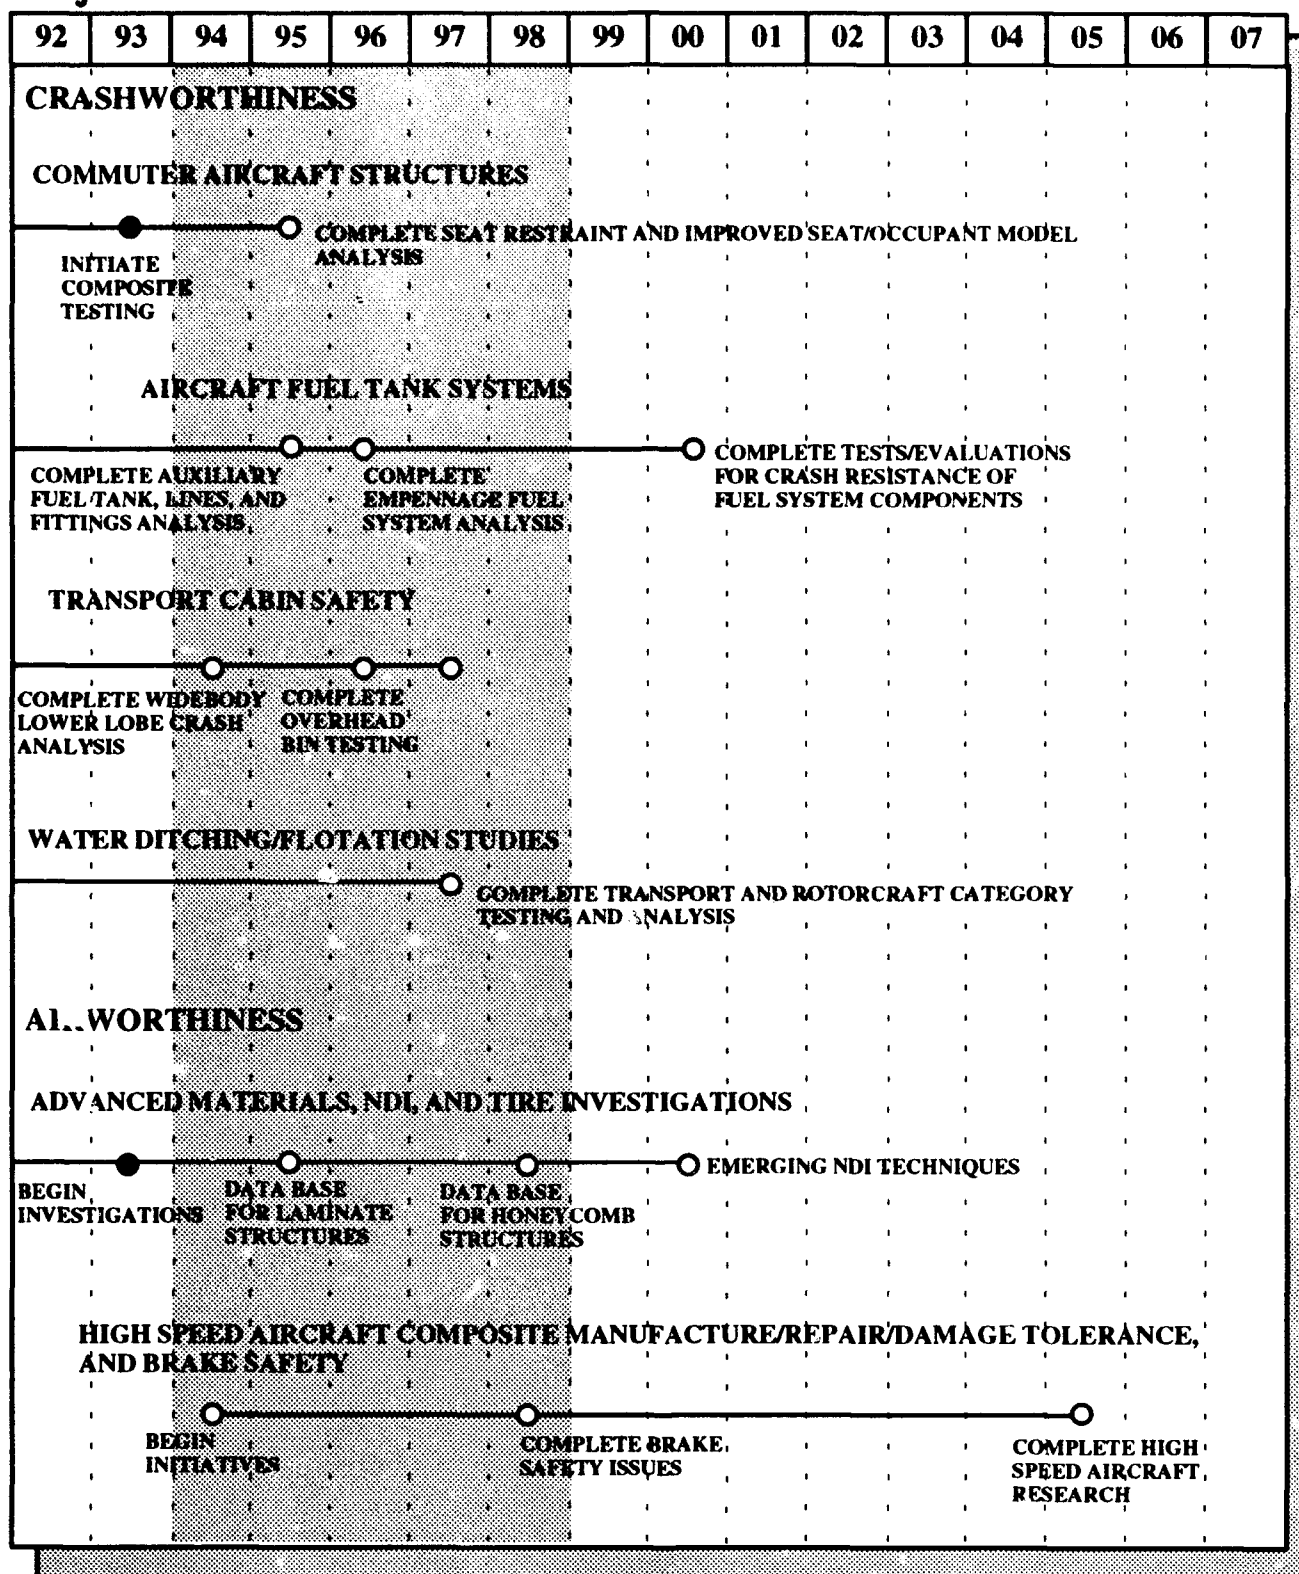 92 93 94 95 96 97 98 99 00 01 02 03 04 05 06 07
CRASHWORTHINESS
COMMUTER AIRCRAFT STRUCTURES
COMPLETE SEAT RESTRAINT AND IMPROVED SEAT/OCCUPANT MODEL
ANALYSIS
INITIATE
COMPOSITE
TESTING
AIRCRAFT FUEL TANK SYSTEMS
COMPLETE AUXILIARY
FUEL TANK, LINES, AND
FITTINGS ANALYSIS
COMPLETE
EMPENNAGE FUEL
SYSTEM ANALYSIS
COMPLETE TESTS/EVALUATIONS
FOR CRASH RESISTANCE OF
FUEL SYSTEM COMPONENTS
TRANSPORT CABIN SAFETY
COMPLETE WIDEBODY
LOWER LOBE CRASH
ANALYSIS
COMPLETE
OVERHEAD
BIN TESTING
WATER DITCHING/FLOTATION STUDIES
COMPLETE TRANSPORT AND ROTORCRAFT CATEGORY
TESTING AND ANALYSIS
ADVANCED MATERIALS, NDI, AND TIRE INVESTIGATIONS
BEGIN
INVESTIGATIONS
DATA BASE
FOR LAMINATE
STRUCTURES
DATA BASE
FOR HONEYCOMB
STRUCTURES
EMERGING NDI TECHNIQUES
HIGH SPEED AIRCRAFT COMPOSITE MANUFACTURE/REPAIR/DAMAGE TOLERANCE,
AND BRAKE SAFETY
BEGIN
INITIATIVES
COMPLETE BRAKE
SAFETY ISSUES
COMPLETE HIGH
SPEED AIRCRAFT
RESEARCH